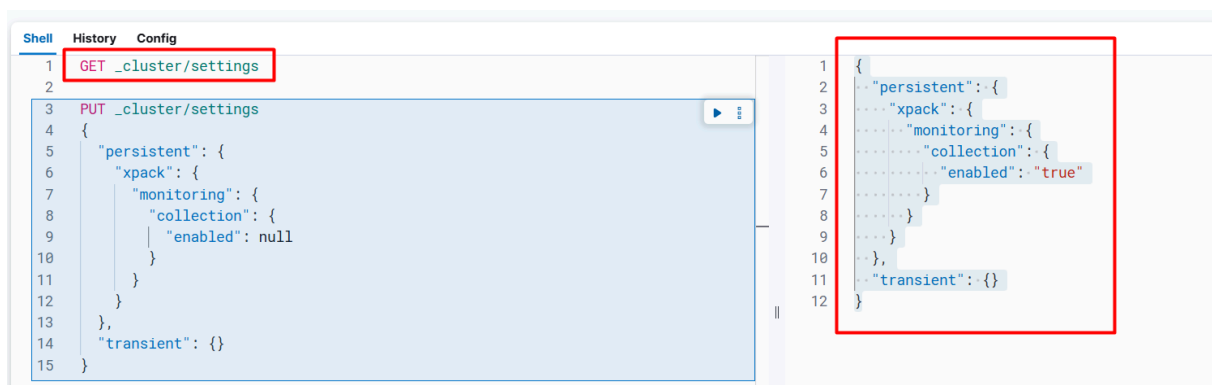 Shell History Config
1 GET _cluster/settings
2
3 PUT _cluster/settings
4 {
5 "persistent": {
6 "xpack": {
7 "monitoring": {
8 "collection": {
9 "enabled": null
10 }
11 }
12 }
13 },
14 "transient": {}
15 }
1 {
2 "persistent": {
3 "xpack": {
4 "monitoring": {
5 "collection": {
6 "enabled": "true"
7 }
8 }
9 }
10 },
11 "transient": {}
12 }